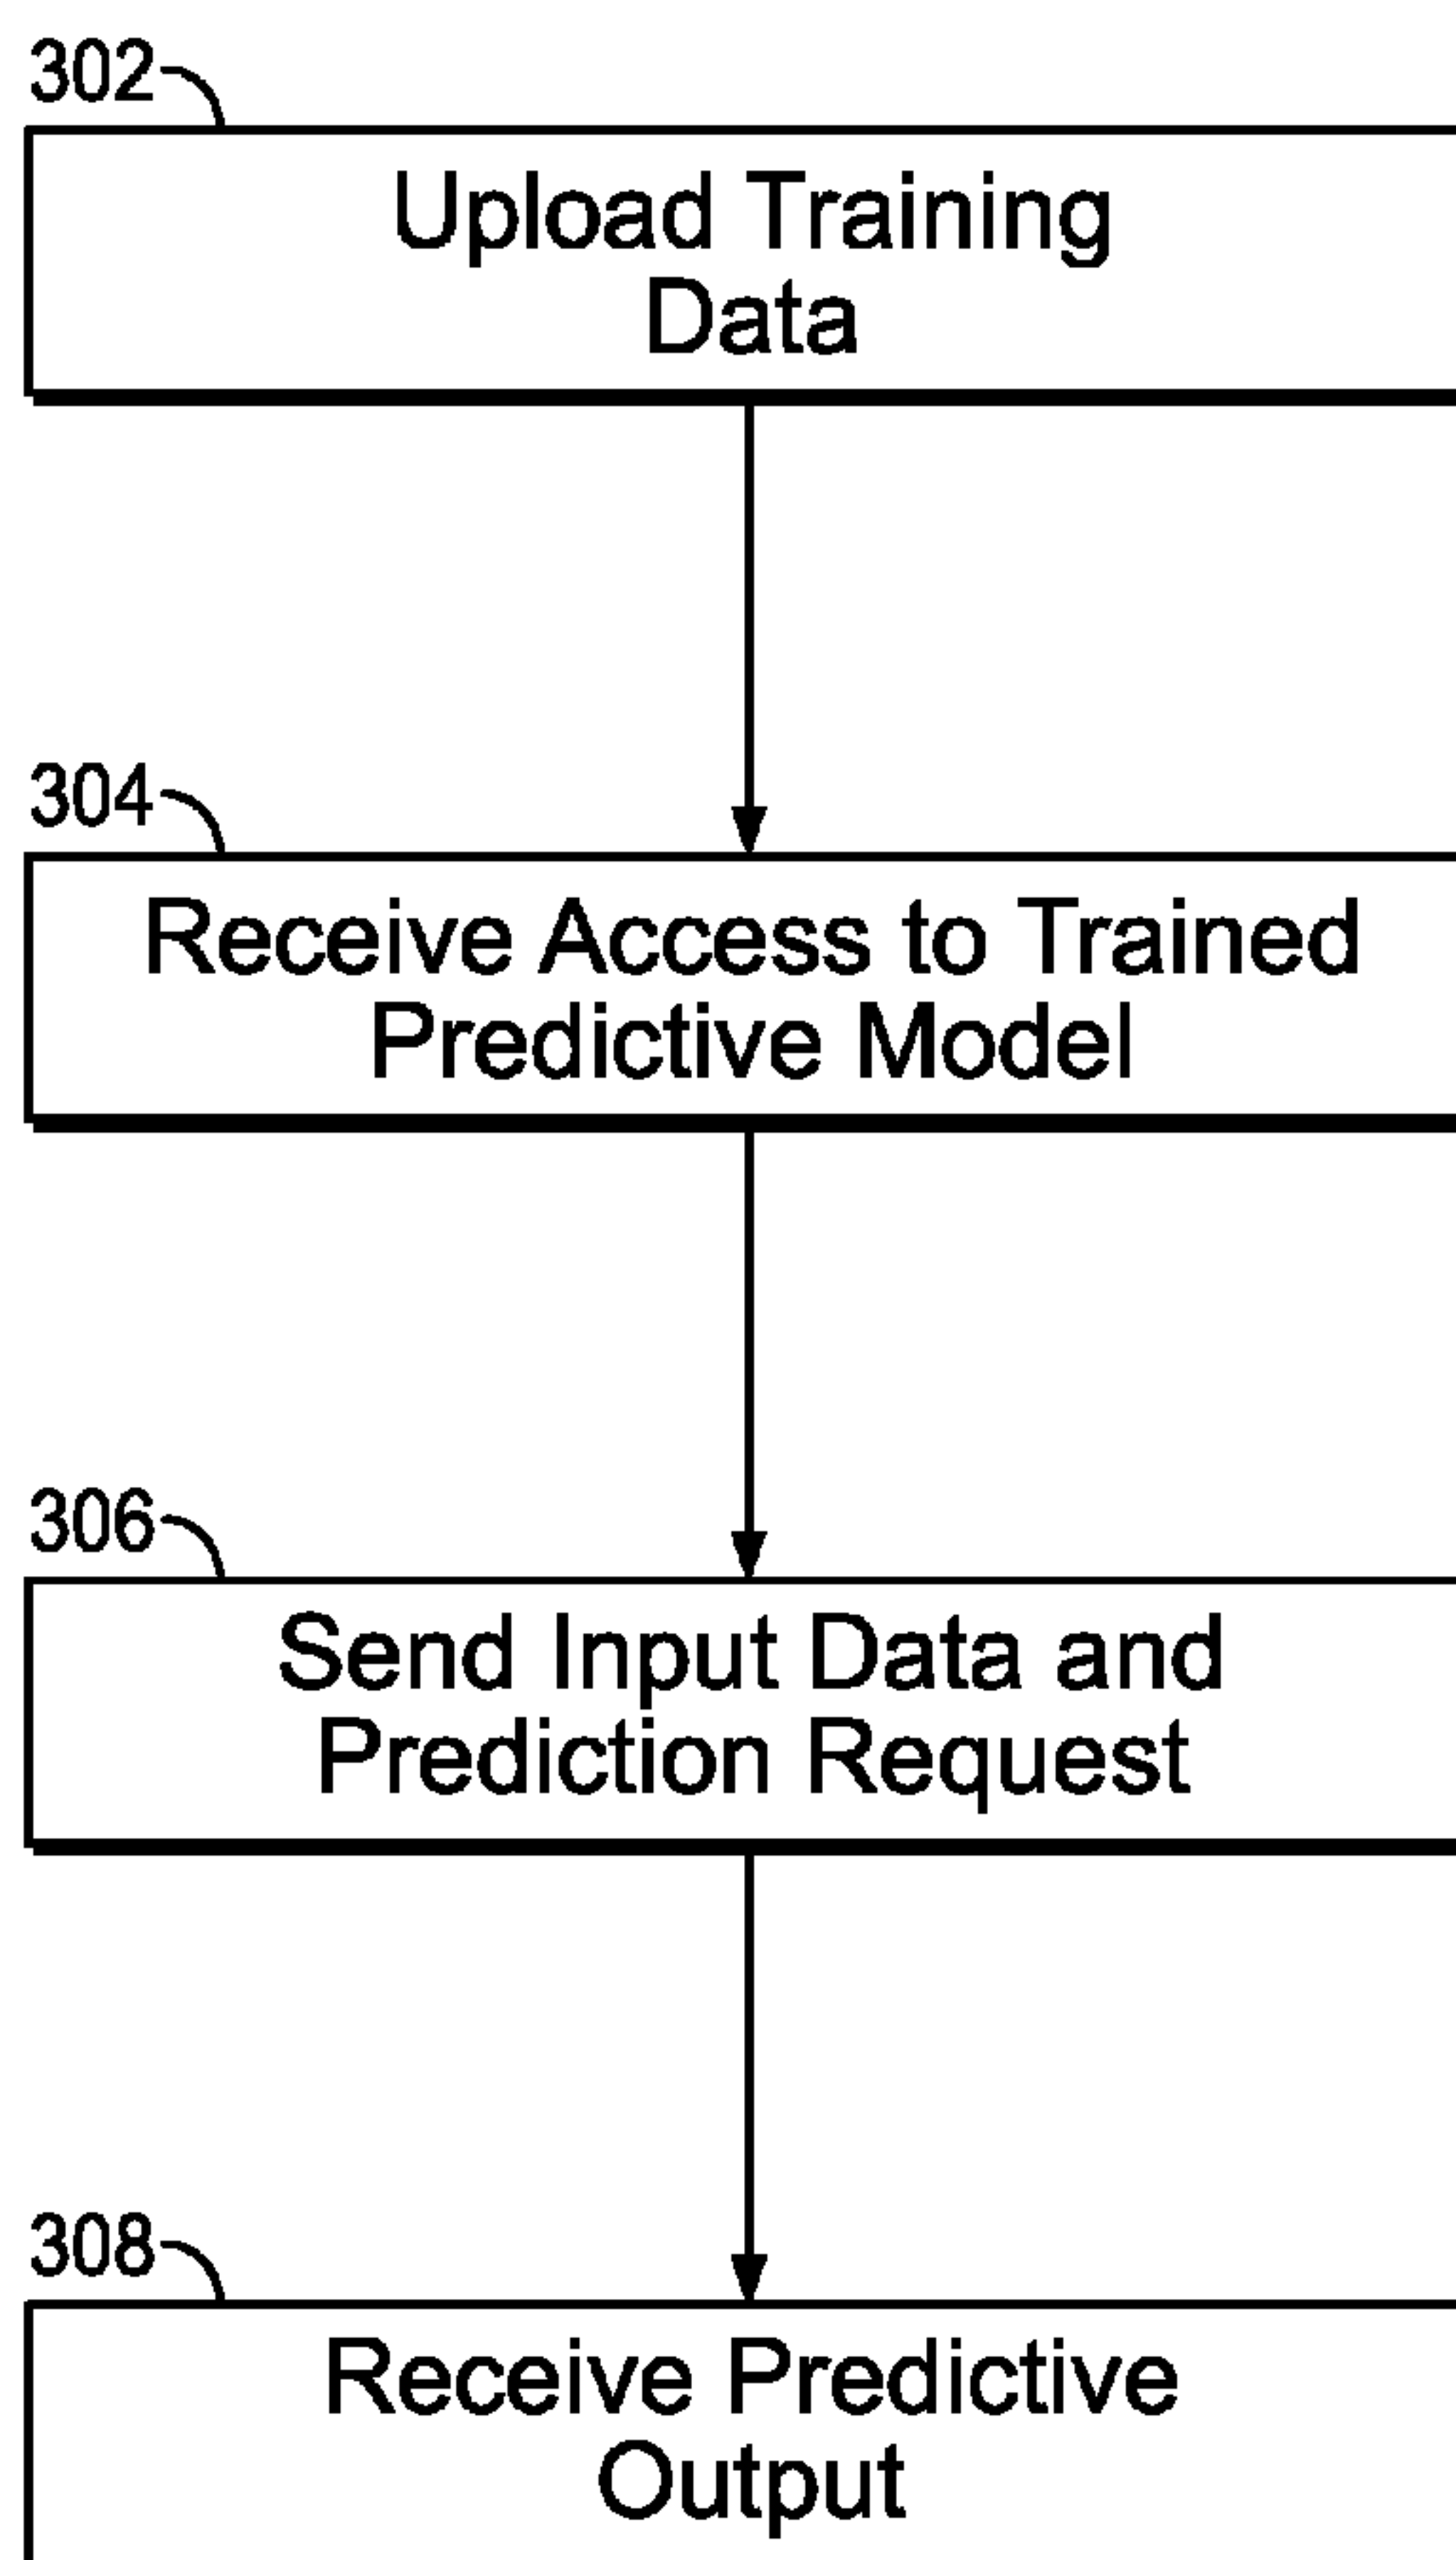 302
Upload Training
Data
304
Receive Access to Trained
Predictive Model
306
Send Input Data and
Prediction Request
308
Receive Predictive
Output